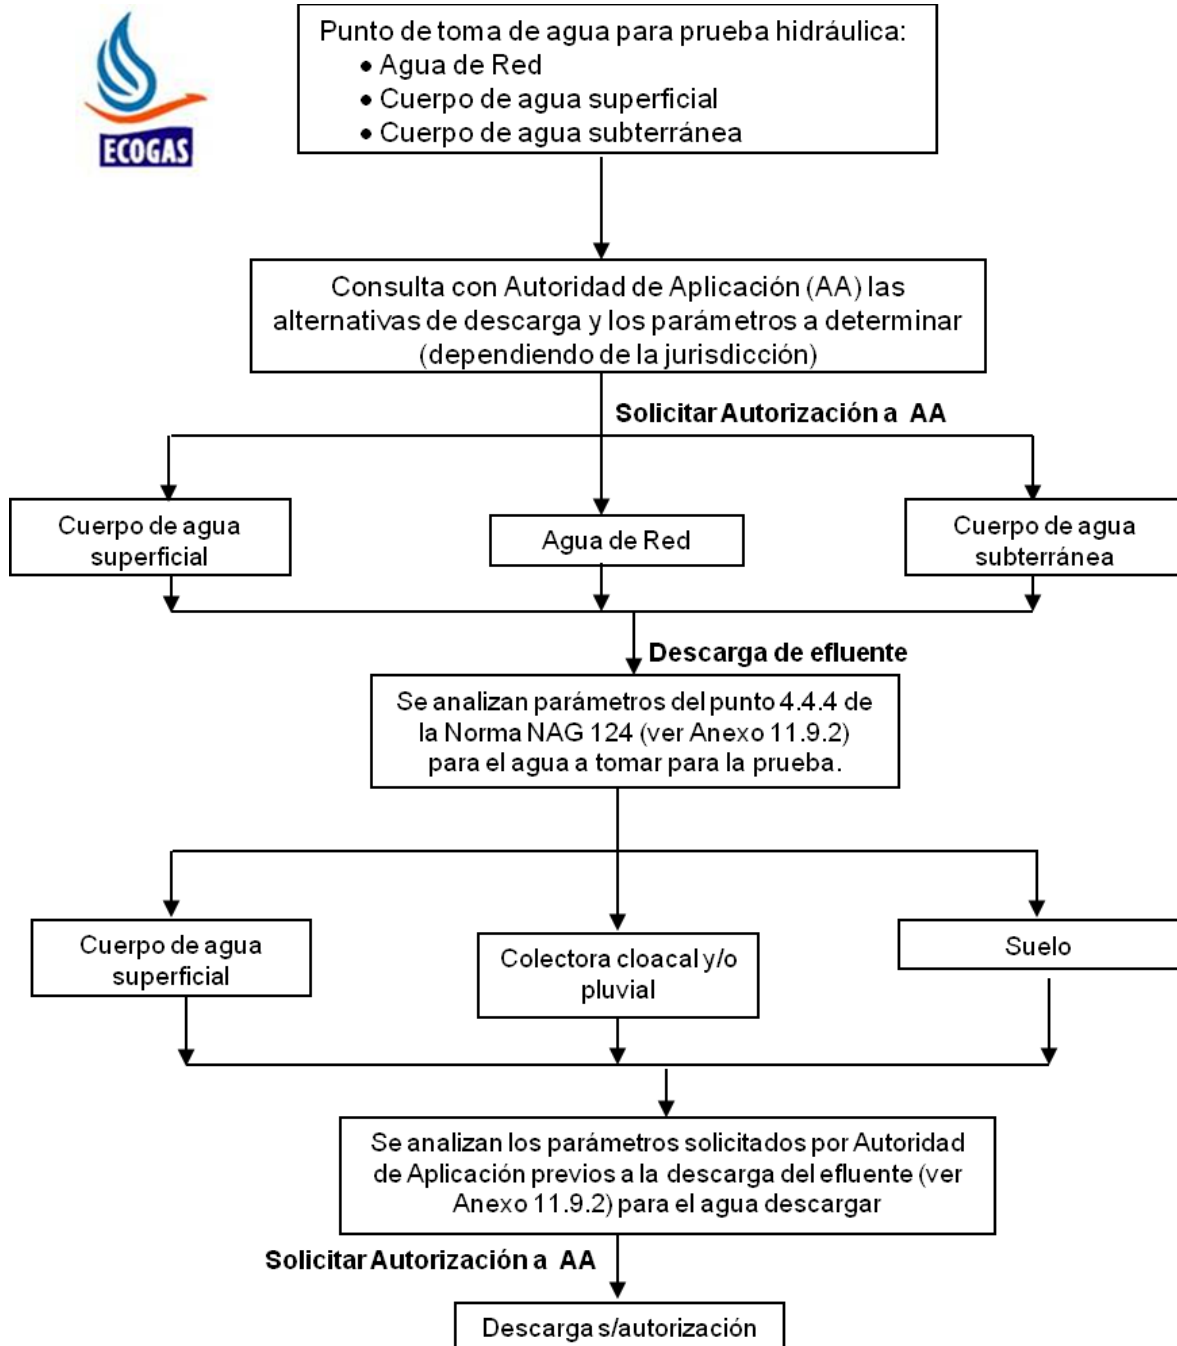 Punto de toma de agua para prueba hidráulica:
• Agua de Red
• Cuerpo de agua superficial
• Cuerpo de agua subterránea
ECOGAS
Consulta con Autoridad de Aplicación (AA) las
alternativas de descarga y los parámetros a determinar
(dependiendo de la jurisdicción)
Solicitar Autorización a AA
Cuerpo de agua
superficial
Agua de Red
Cuerpo de agua
subterránea
Descarga de efluente
Se analizan parámetros del punto 4.4.4 de
la Norma NAG 124 (ver Anexo 11.9.2)
para el agua a tomar para la prueba.
Cuerpo de agua
superficial
Colectora cloacal y/o
pluvial
Suelo
Se analizan los parámetros solicitados por Autoridad
de Aplicación previos a la descarga del efluente (ver
Anexo 11.9.2) para el agua descargar
Solicitar Autorización a AA
Descarga s/autorización